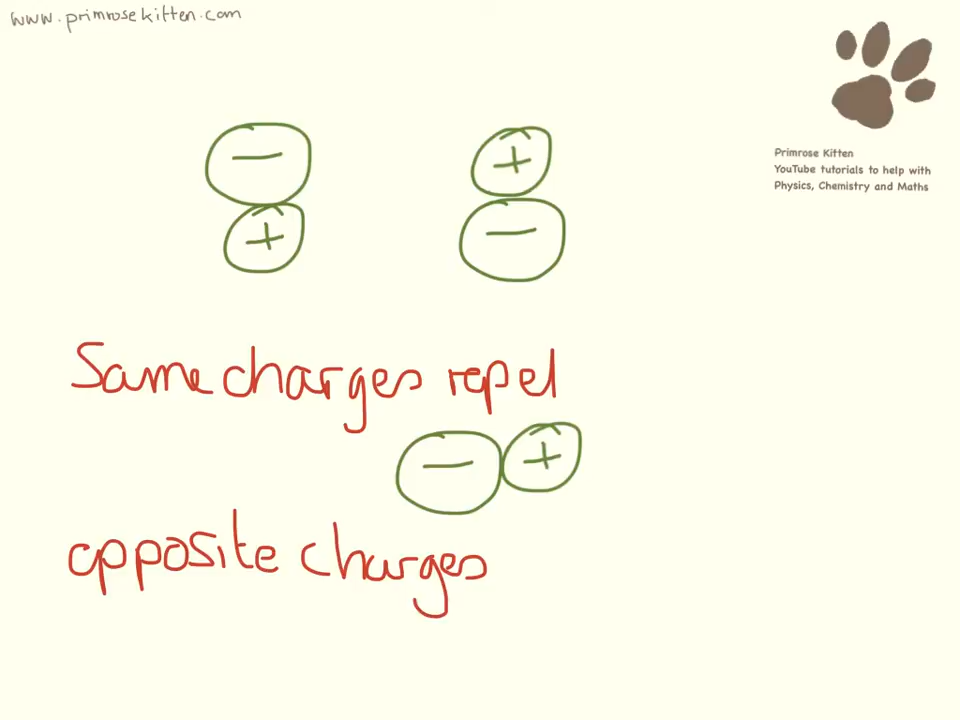 www.primrosekitten.com
Primrose Kitten
YouTube tutorials to help with
Physics, Chemistry and Maths
− +
+ −
Same charges repel
− +
opposite charges